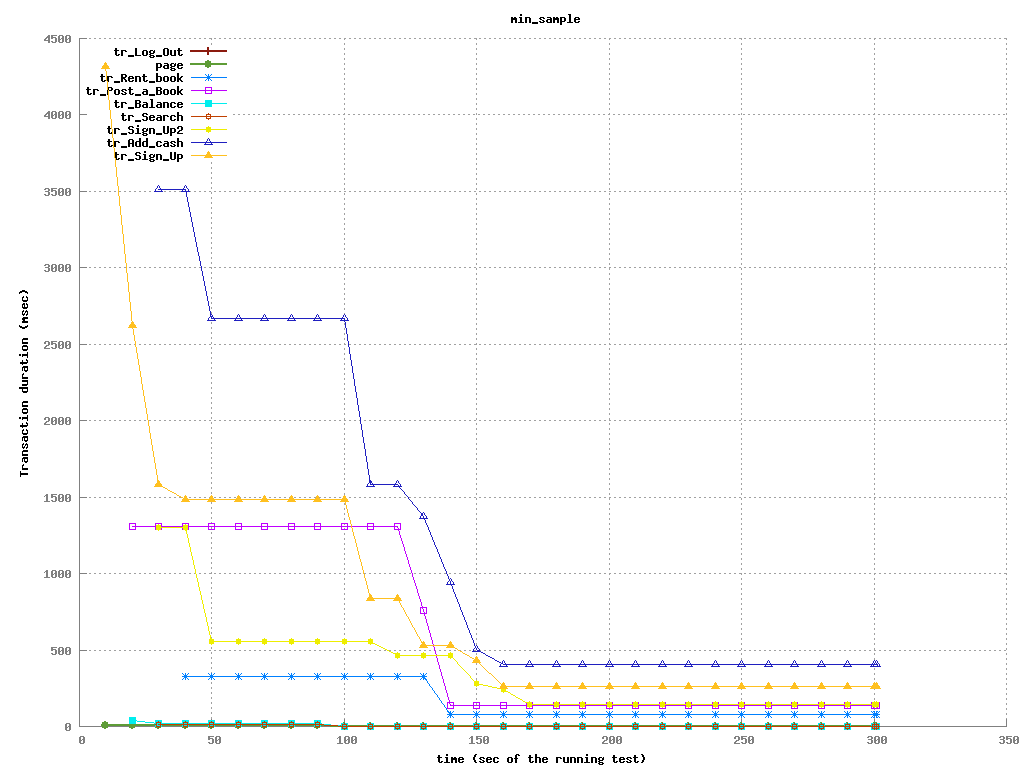 min_sample
4500
4000
3500
3000
2500
2000
1500
1000
500
0
Transaction duration (msec)
tr_Log_Out
page
tr_Rent_book
tr_Post_a_Book
tr_Balance
tr_Search
tr_Sign_Up2
tr_Add_cash
tr_Sign_Up
0 50 100 150 200 250 300 350
time (sec of the running test)